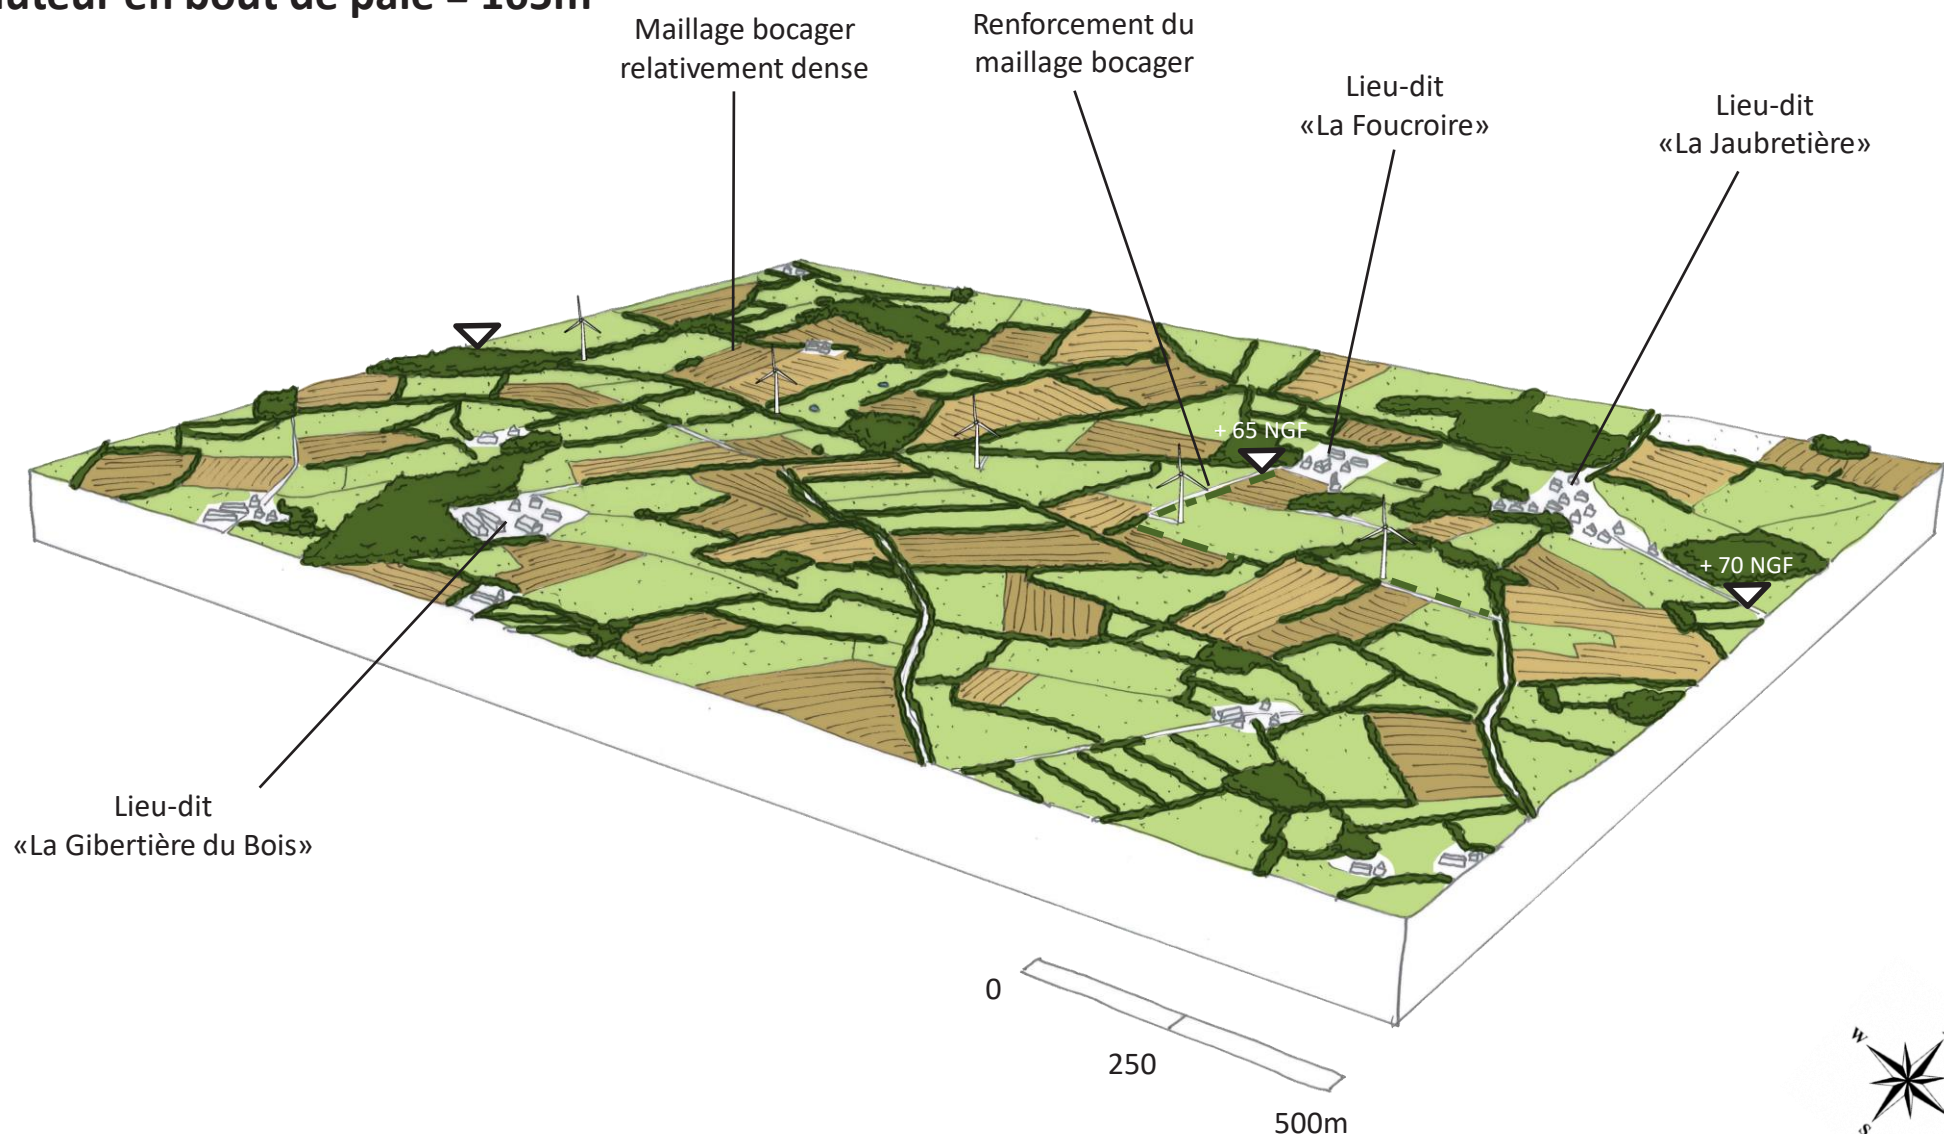 Maillage bocager
relativement dense
Renforcement du
maillage bocager
Lieu-dit
«La Foucroire»
Lieu-dit
«La Jaubretière»
+ 65 NGF
+ 70 NGF
Lieu-dit
«La Gibertière du Bois»
0
250
500m
W
S